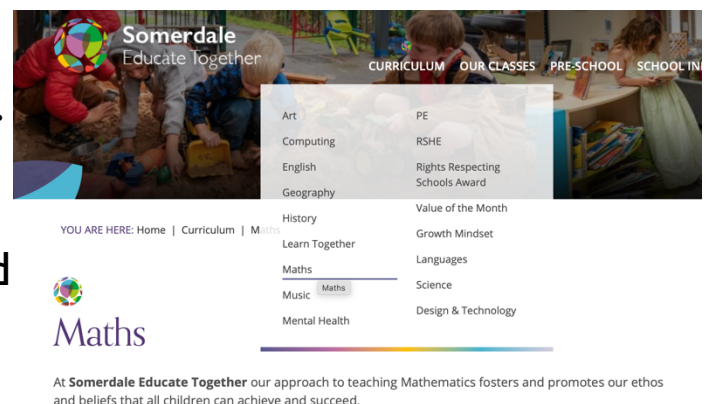 Somerdale
Educate Together
CURRICULUM OUR CLASSES PRE-SCHOOL SCHOOL
Art
Computing
English
Geography
History
Learn Together
Maths
Maths
Music
Mental Health
PE
RSHE
Rights Respecting
Schools Award
Value of the Month
Growth Mindset
Languages
Science
Design & Technology
YOU ARE HERE: Home | Curriculum | Maths
Maths
At Somerdale Educate Together our approach to teaching Mathematics fosters and promotes our ethos
and beliefs that all children can achieve and succeed.